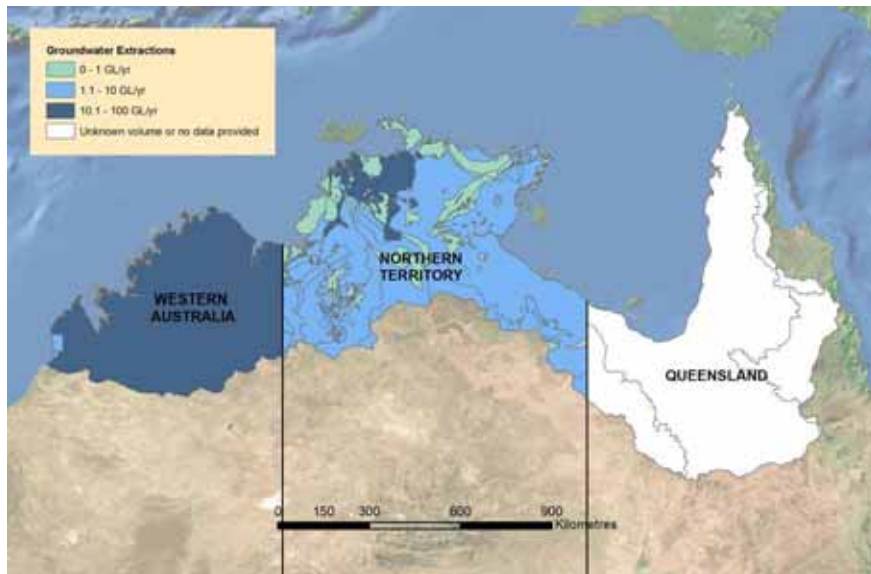 Groundwater Extractions
0 - 1 GL/yr
1.1 - 10 GL/yr
10.1 - 100 GL/yr
Unknown volume or no data provided
NORTHERN
TERRITORY
WESTERN
AUSTRALIA
QUEENSLAND
0 150 300 600 900
Kilometres